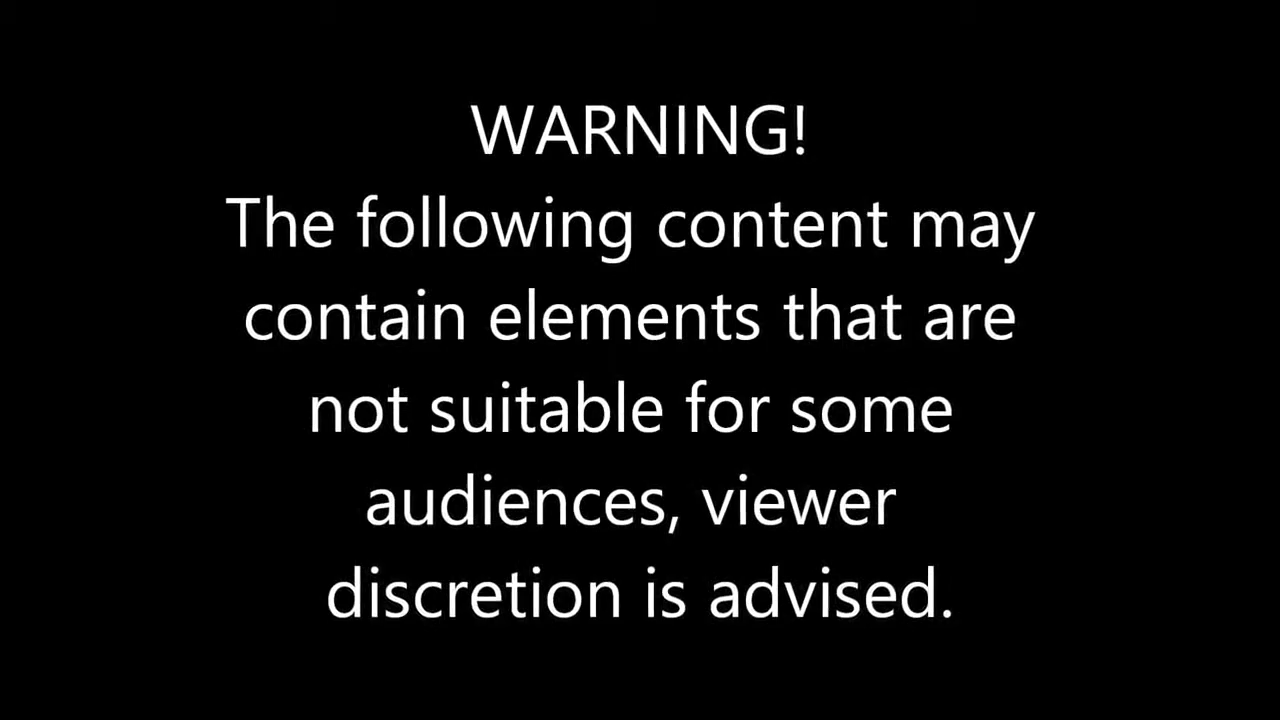 WARNING!
The following content may
contain elements that are
not suitable for some
audiences, viewer
discretion is advised.